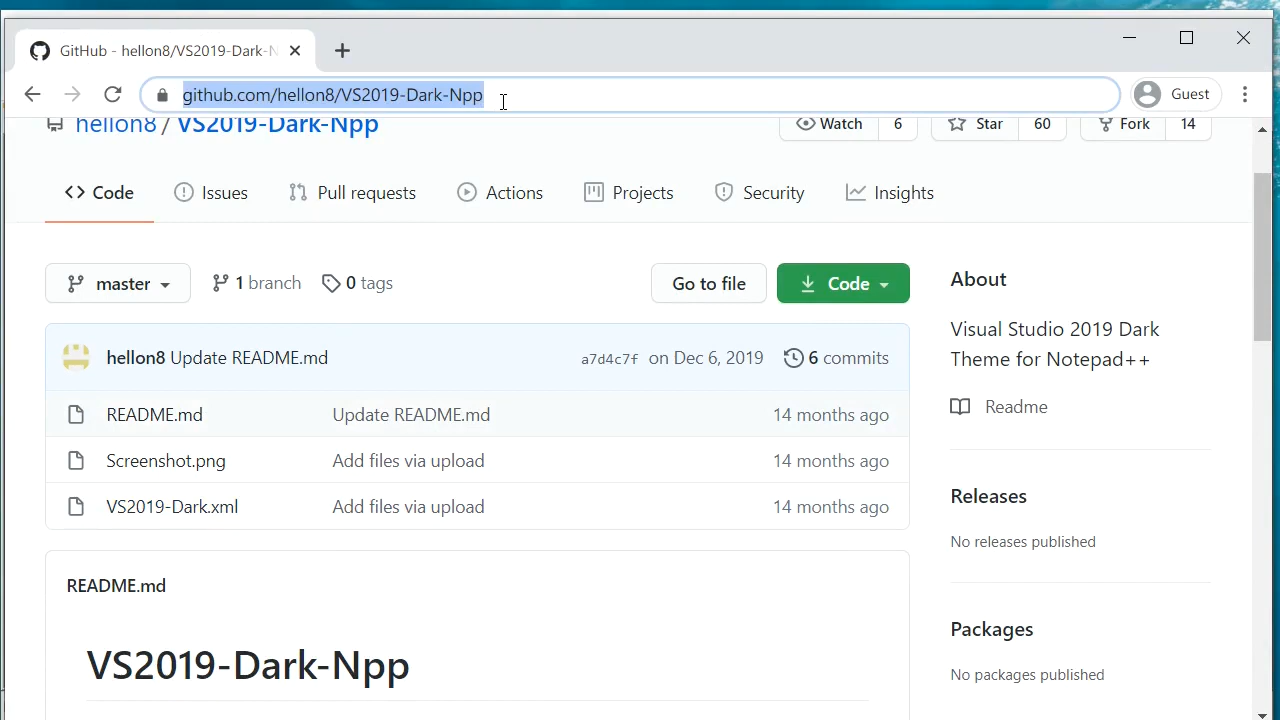 GitHub - hellon8/VS2019-Dark-N
github.com/hellon8/VS2019-Dark-Npp
Guest
hellon8 / VS2019-Dark-Npp
Watch 6
Star 60
Fork 14
Code
Issues
Pull requests
Actions
Projects
Security
Insights
master
1 branch
0 tags
Go to file
Code
hellon8 Update README.md a7d4c7f on Dec 6, 2019 6 commits
README.md Update README.md 14 months ago
Screenshot.png Add files via upload 14 months ago
VS2019-Dark.xml Add files via upload 14 months ago
README.md
VS2019-Dark-Npp
About
Visual Studio 2019 Dark
Theme for Notepad++
Readme
Releases
No releases published
Packages
No packages published